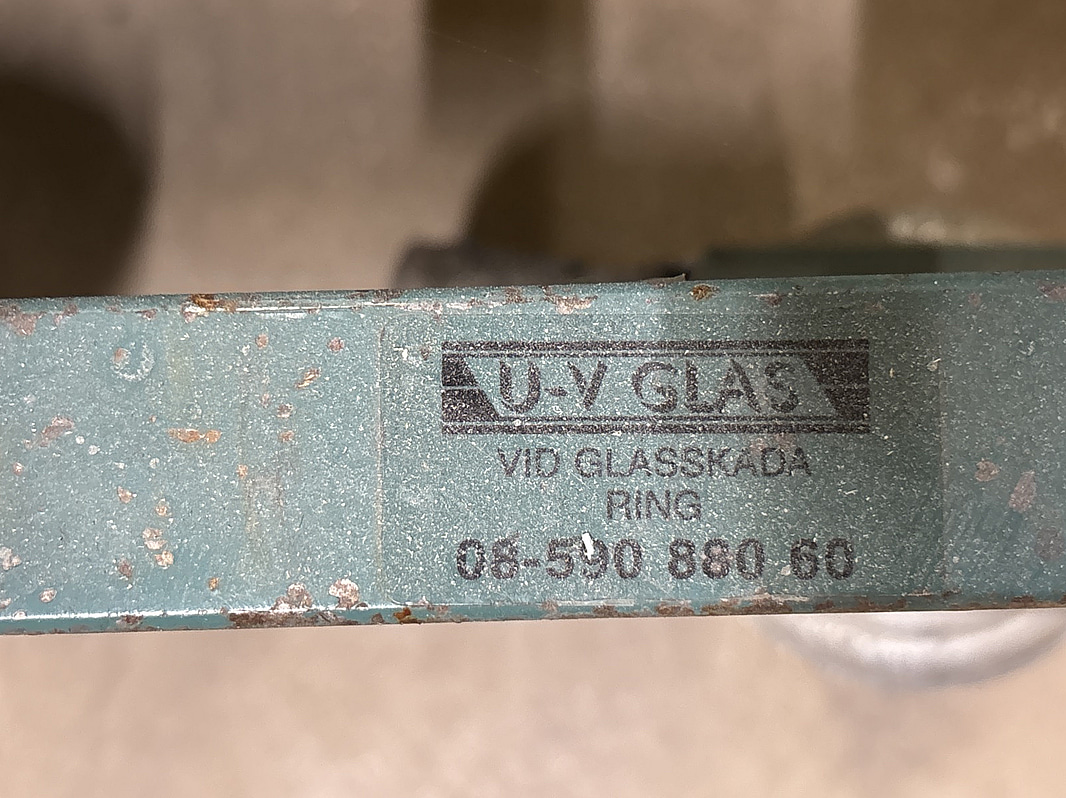 U-V GLAS
VID GLASSKADA
RING
08-590 880 60